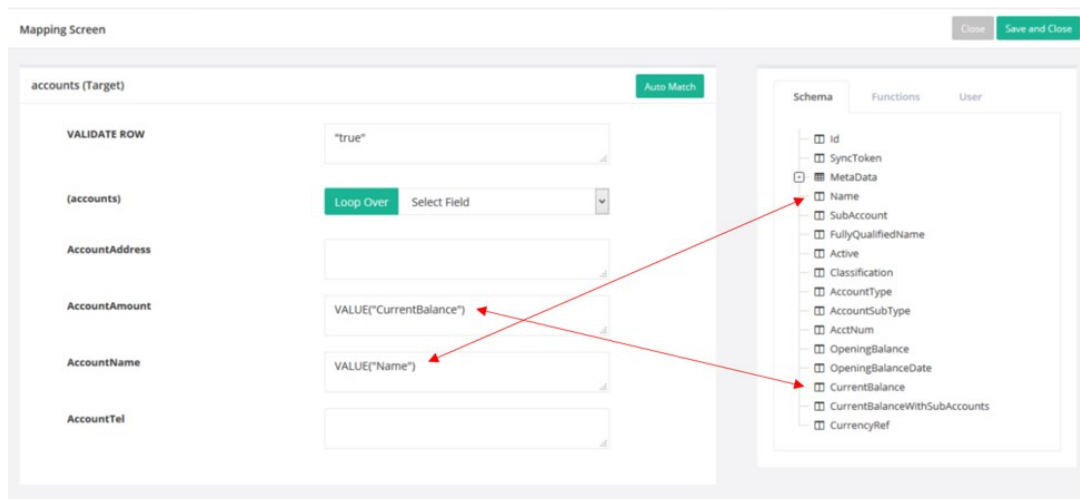 Mapping Screen
Close
Save and Close
accounts (Target)
Auto Match
VALIDATE ROW
"true"
(accounts)
Loop Over
Select Field
AccountAddress
AccountAmount
VALUE("CurrentBalance")
AccountName
VALUE("Name")
AccountTel
Schema
Functions
User
Id
SyncToken
MetaData
Name
SubAccount
FullyQualifiedName
Active
Classification
AccountType
AccountSubType
AcctNum
OpeningBalance
OpeningBalanceDate
CurrentBalance
CurrentBalanceWithSubAccounts
CurrencyRef